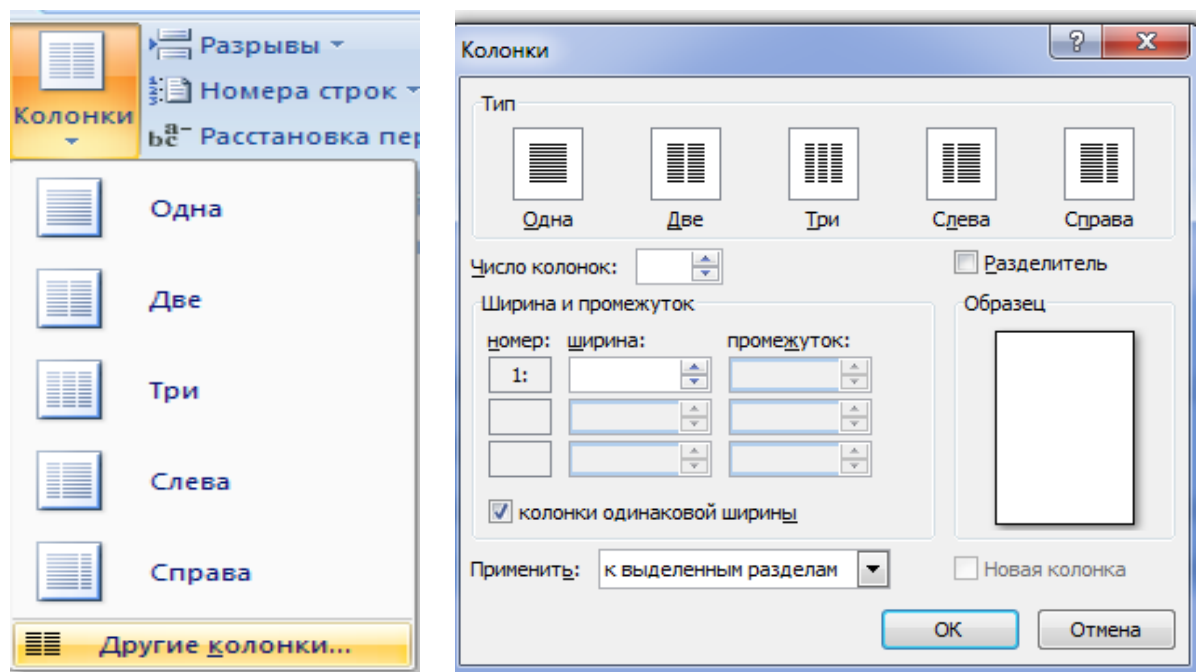 Колонки
Разрывы
Номера строк
Расстановка пер
Одна
Две
Три
Слева
Справа
Другие колонки...
Колонки
Тип
Одна Две Три Слева Справа
Число колонок:
Разделитель
Ширина и промежуток
Образец
номер: ширина: промежуток:
1:
колонки одинаковой ширины
Применить: к выделенным разделам
Новая колонка
ОК Отмена